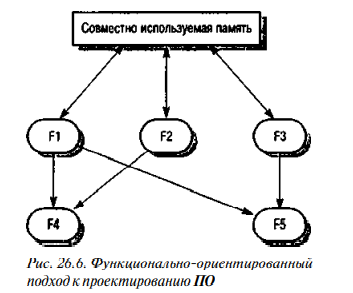 Совместно используемая память
F1
F2
F3
F4
F5
Рис. 26.6. Функционально-ориентированный
подход к проектированию ПО